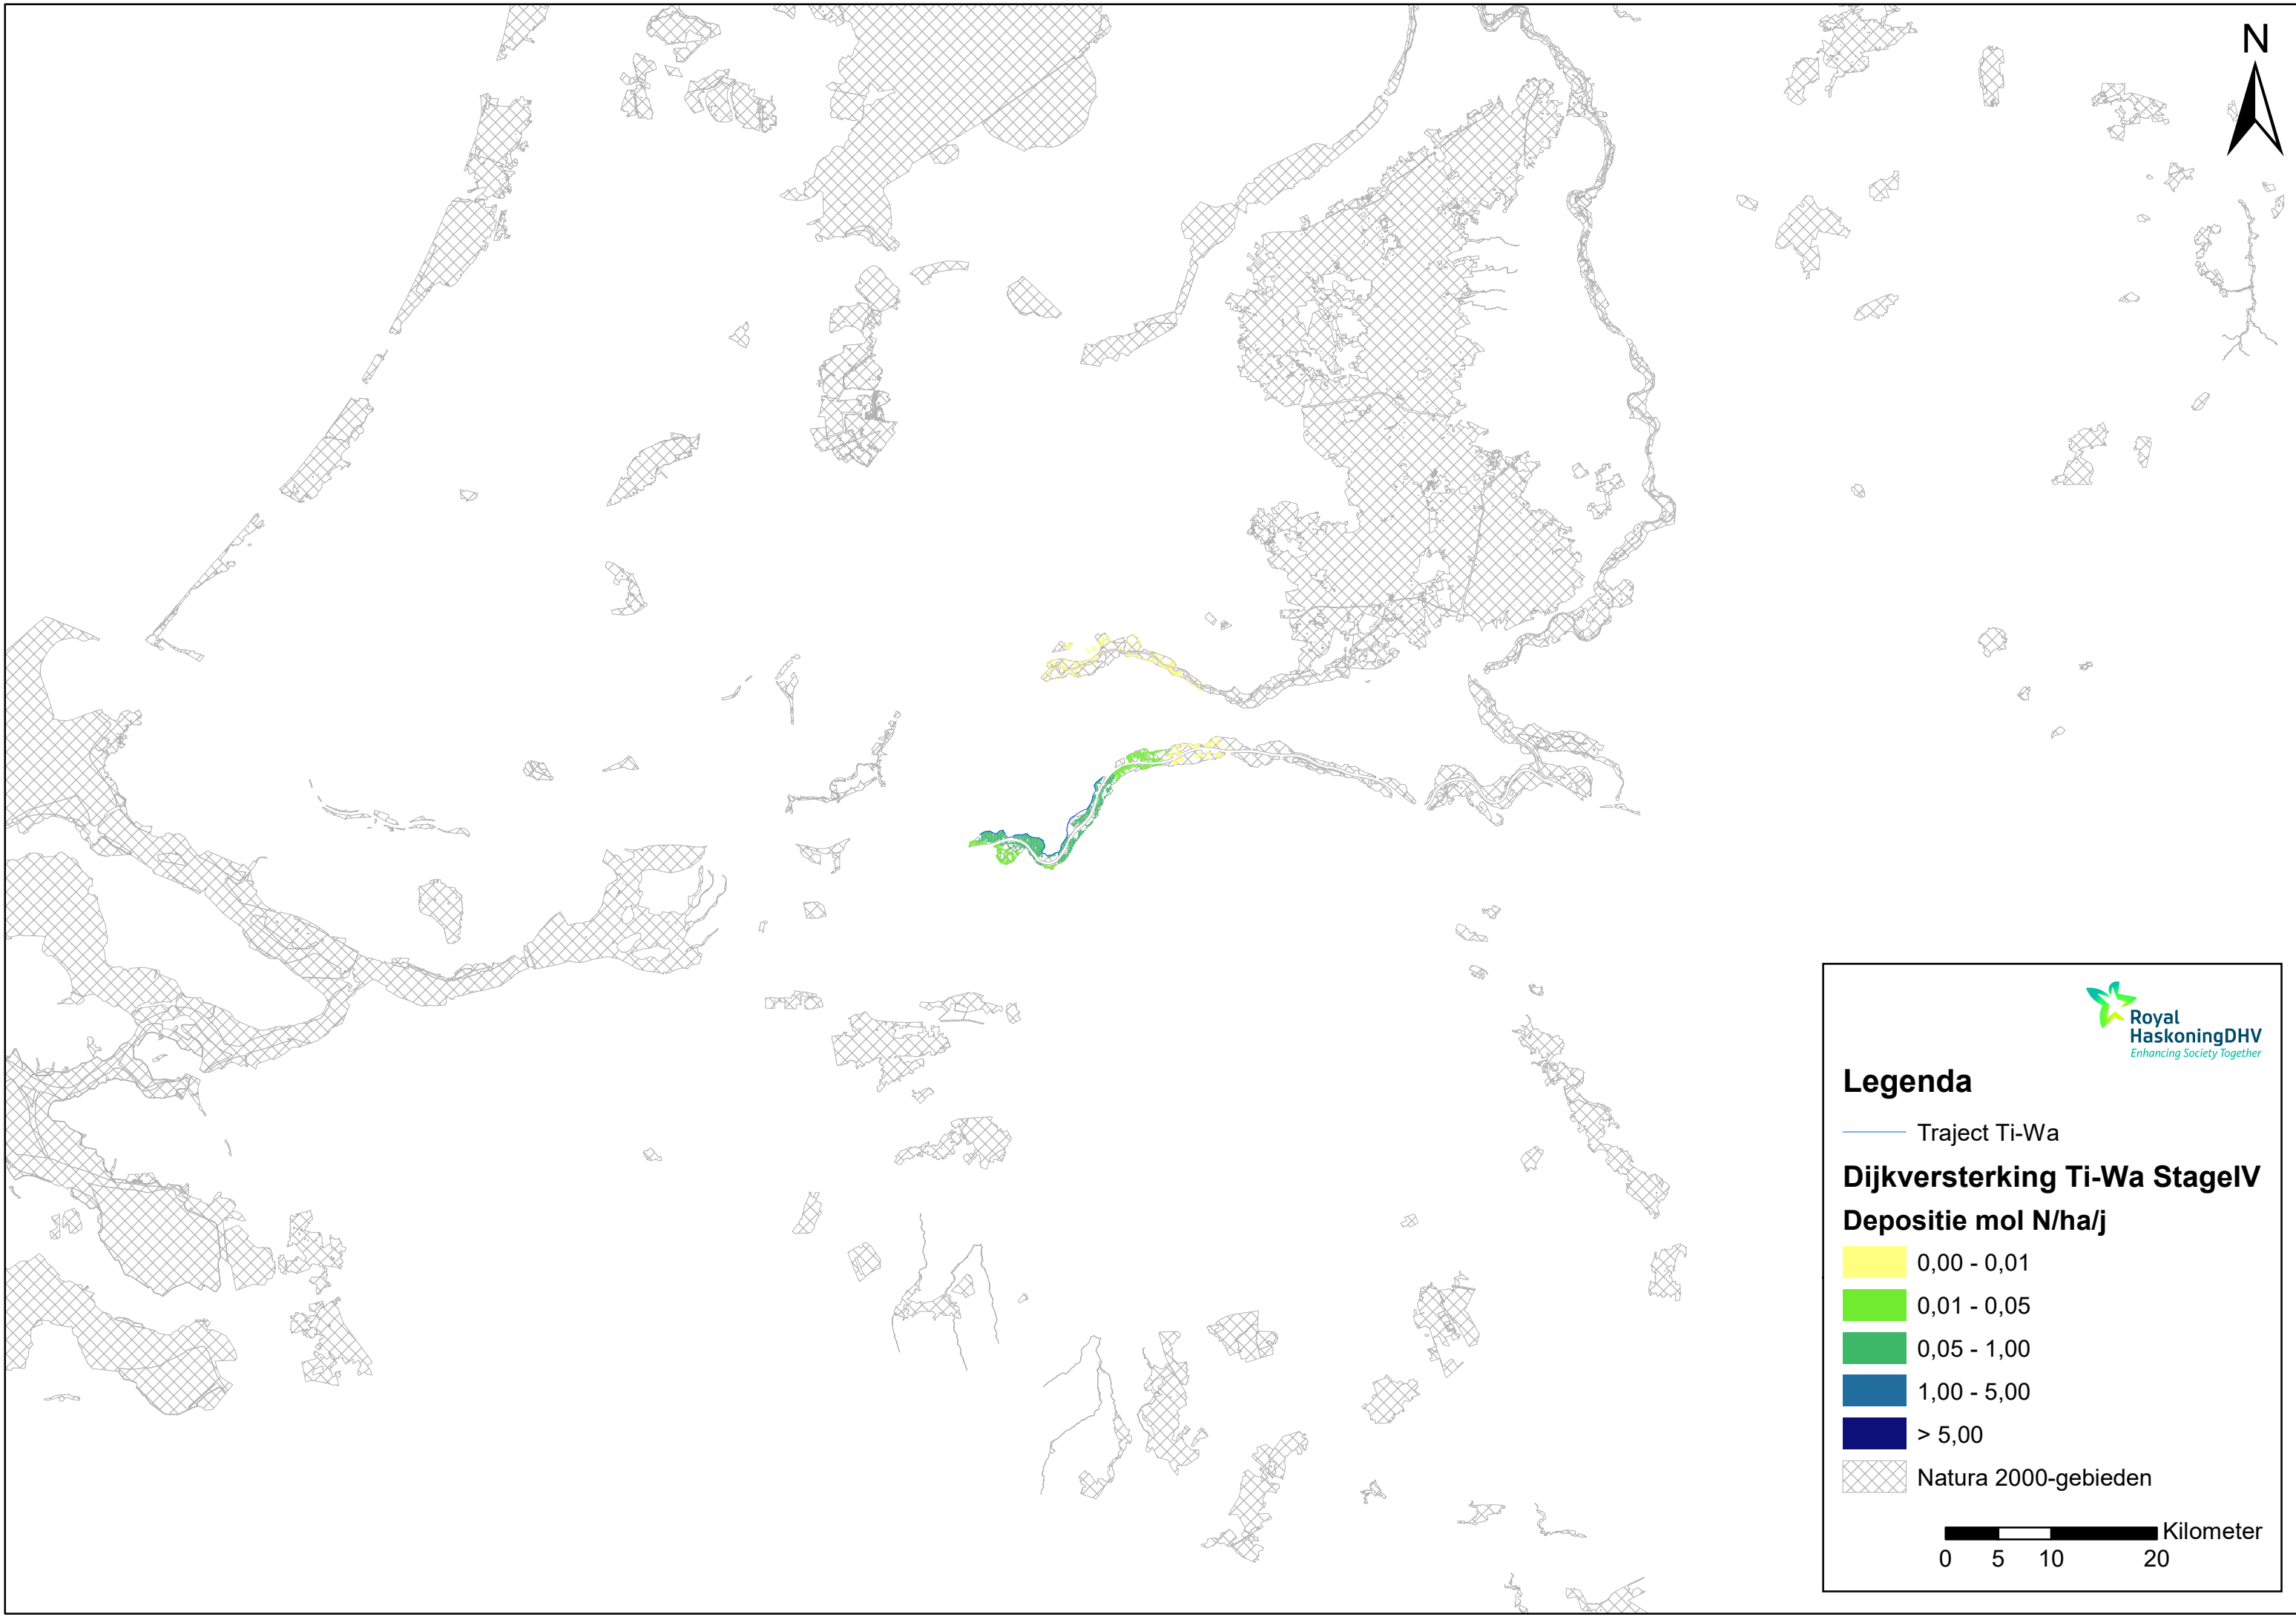 N
Royal
HaskoningDHV
Enhancing Society Together
Legenda
Traject Ti-Wa
Dijkversterking Ti-Wa StageIV
Depositie mol N/ha/j
0,00 - 0,01
0,01 - 0,05
0,05 - 1,00
1,00 - 5,00
> 5,00
Natura 2000-gebieden
Kilometer
0 5 10 20